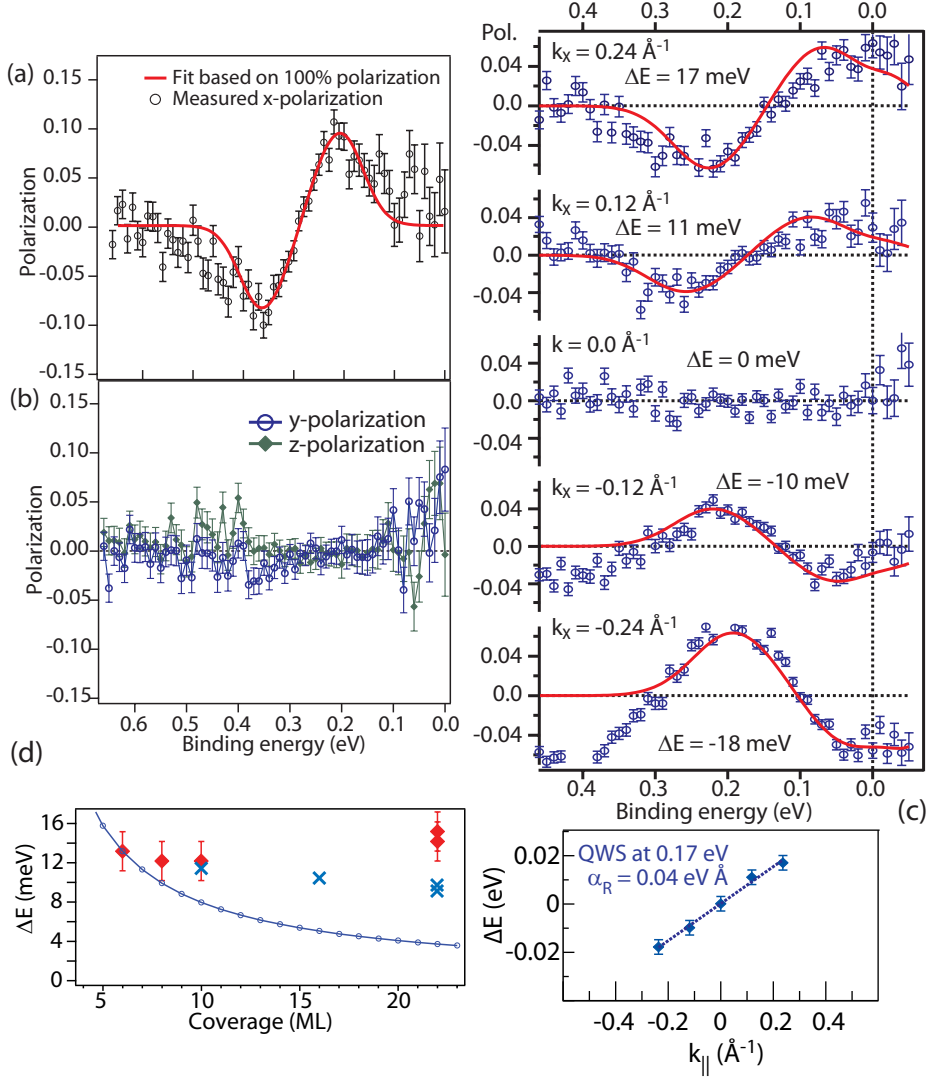 (a)
Polarization
0.15
0.10
0.05
0.00
-0.05
-0.10
-0.15
Fit based on 100% polarization
Measured x-polarization
(b)
Polarization
0.15
0.10
0.05
0.00
-0.05
-0.10
-0.15
y-polarization
z-polarization
0.6 0.5 0.4 0.3 0.2 0.1 0.0
Binding energy (eV)
0.4 0.3 0.2 0.1 0.0
Pol.
0.04
0.0
-0.04
kX = 0.24 Å-1
ΔE = 17 meV
0.04
0.0
-0.04
kX = 0.12 Å-1
ΔE = 11 meV
0.04
0.0
-0.04
k = 0.0 Å-1
ΔE = 0 meV
0.04
0.0
-0.04
kX = -0.12 Å-1
ΔE = -10 meV
0.04
0.0
-0.04
kX = -0.24 Å-1
ΔE = -18 meV
0.4 0.3 0.2 0.1 0.0
Binding energy (eV)
(c)
ΔE (eV)
0.02
0
-0.02
QWS at 0.17 eV
αR = 0.04 eV Å
-0.4 -0.2 0 0.2 0.4
k|| (Å-1)
(d)
ΔE (meV)
16
12
8
4
0
5 10 15 20
Coverage (ML)